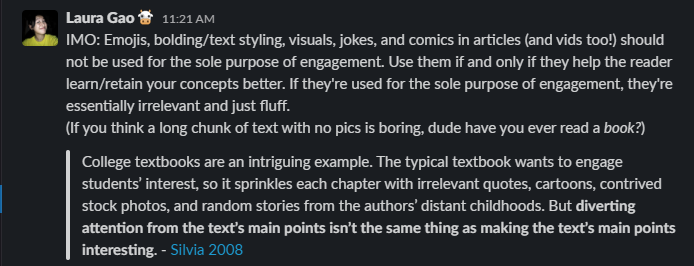 Laura Gao 🐮 11:21 AM
IMO: Emojis, bolding/text styling, visuals, jokes, and comics in articles (and vids too!) should
not be used for the sole purpose of engagement. Use them if and only if they help the reader
learn/retain your concepts better. If they're used for the sole purpose of engagement, they're
essentially irrelevant and just fluff.
(If you think a long chunk of text with no pics is boring, dude have you ever read a book?)
College textbooks are an intriguing example. The typical textbook wants to engage
students' interest, so it sprinkles each chapter with irrelevant quotes, cartoons, contrived
stock photos, and random stories from the authors' distant childhoods. But diverting
attention from the text's main points isn't the same thing as making the text's main points
interesting. - Silvia 2008